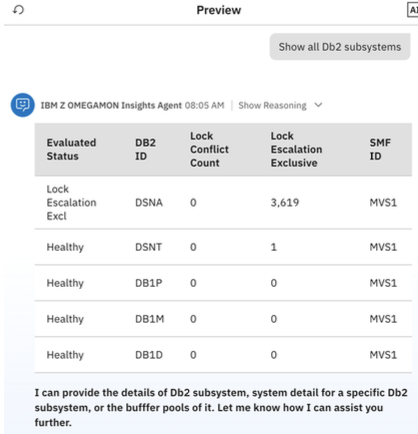 Preview
AI
Show all Db2 subsystems
IBM Z OMEGAMON Insights Agent 08:05 AM | Show Reasoning
Evaluated Status DB2 ID Lock Conflict Count Lock Escalation Exclusive SMF ID
Lock Escalation Excl DSNA 0 3,619 MVS1
Healthy DSNT 0 1 MVS1
Healthy DB1P 0 0 MVS1
Healthy DB1M 0 0 MVS1
Healthy DB1D 0 0 MVS1
I can provide the details of Db2 subsystem, system detail for a specific Db2
subsystem, or the bufffer pools of it. Let me know how I can assist you
further.